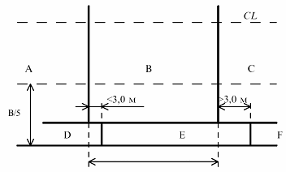 CL
A B C
<3,0 м >3,0 м
B/5
D E F